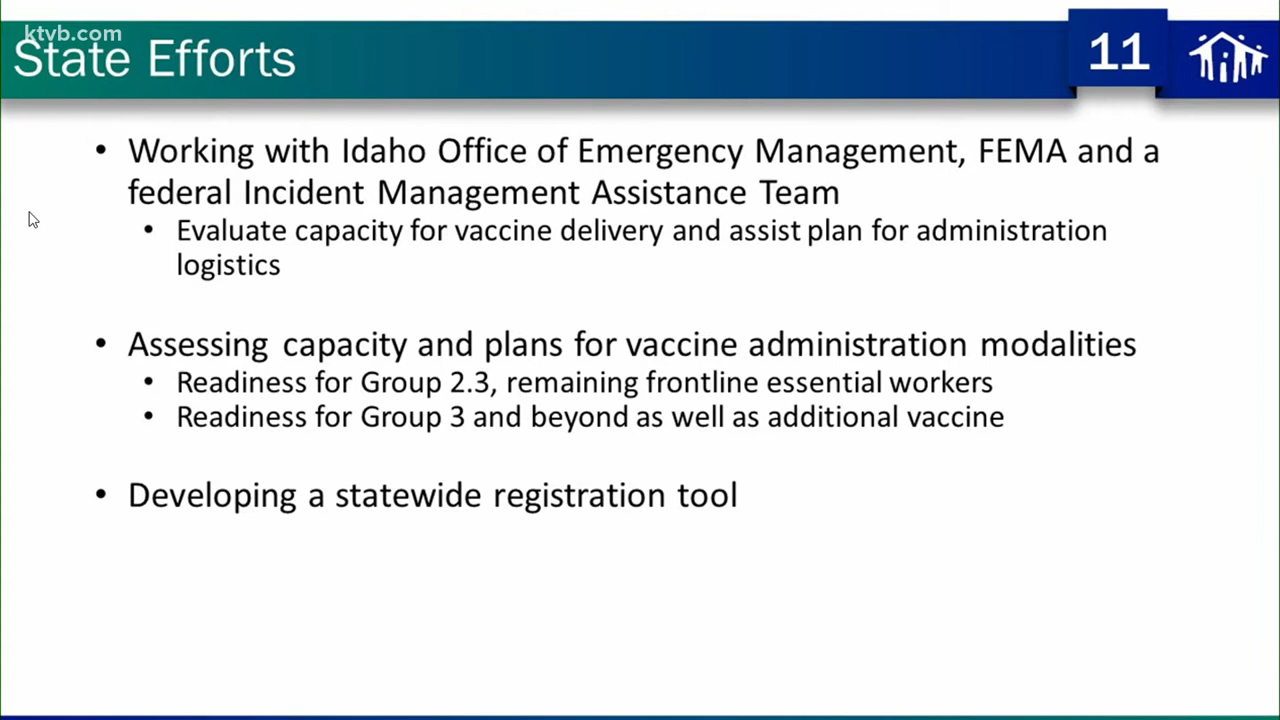 ktvb.com
State Efforts
11
• Working with Idaho Office of Emergency Management, FEMA and a
federal Incident Management Assistance Team
• Evaluate capacity for vaccine delivery and assist plan for administration
logistics
• Assessing capacity and plans for vaccine administration modalities
• Readiness for Group 2.3, remaining frontline essential workers
• Readiness for Group 3 and beyond as well as additional vaccine
• Developing a statewide registration tool